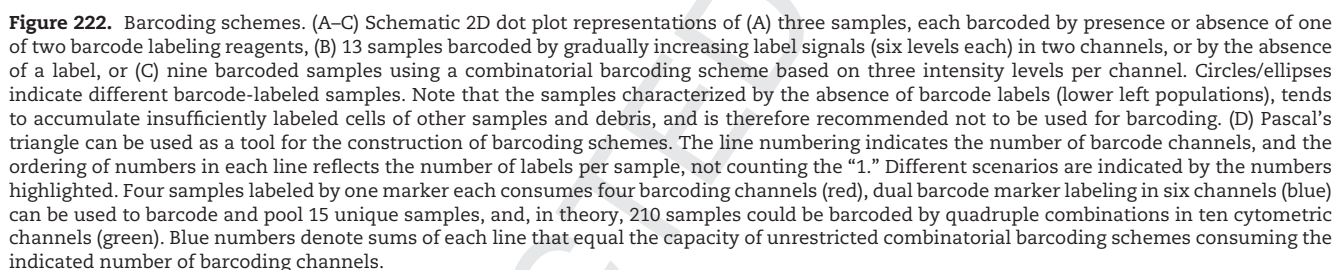 Figure 222. Barcoding schemes. (A–C) Schematic 2D dot plot representations of (A) three samples, each barcoded by presence or absence of one
of two barcode labeling reagents, (B) 13 samples barcoded by gradually increasing label signals (six levels each) in two channels, or by the absence
of a label, or (C) nine barcoded samples using a combinatorial barcoding scheme based on three intensity levels per channel. Circles/ellipses
indicate different barcode-labeled samples. Note that the samples characterized by the absence of barcode labels (lower left populations), tends
to accumulate insufficiently labeled cells of other samples and debris, and is therefore recommended not to be used for barcoding. (D) Pascal's
triangle can be used as a tool for the construction of barcoding schemes. The line numbering indicates the number of barcode channels, and the
ordering of numbers in each line reflects the number of labels per sample, not counting the “1.” Different scenarios are indicated by the numbers
highlighted. Four samples labeled by one marker each consumes four barcoding channels (red), dual barcode marker labeling in six channels (blue)
can be used to barcode and pool 15 unique samples, and, in theory, 210 samples could be barcoded by quadruple combinations in ten cytometric
channels (green). Blue numbers denote sums of each line that equal the capacity of unrestricted combinatorial barcoding schemes consuming the
indicated number of barcoding channels.